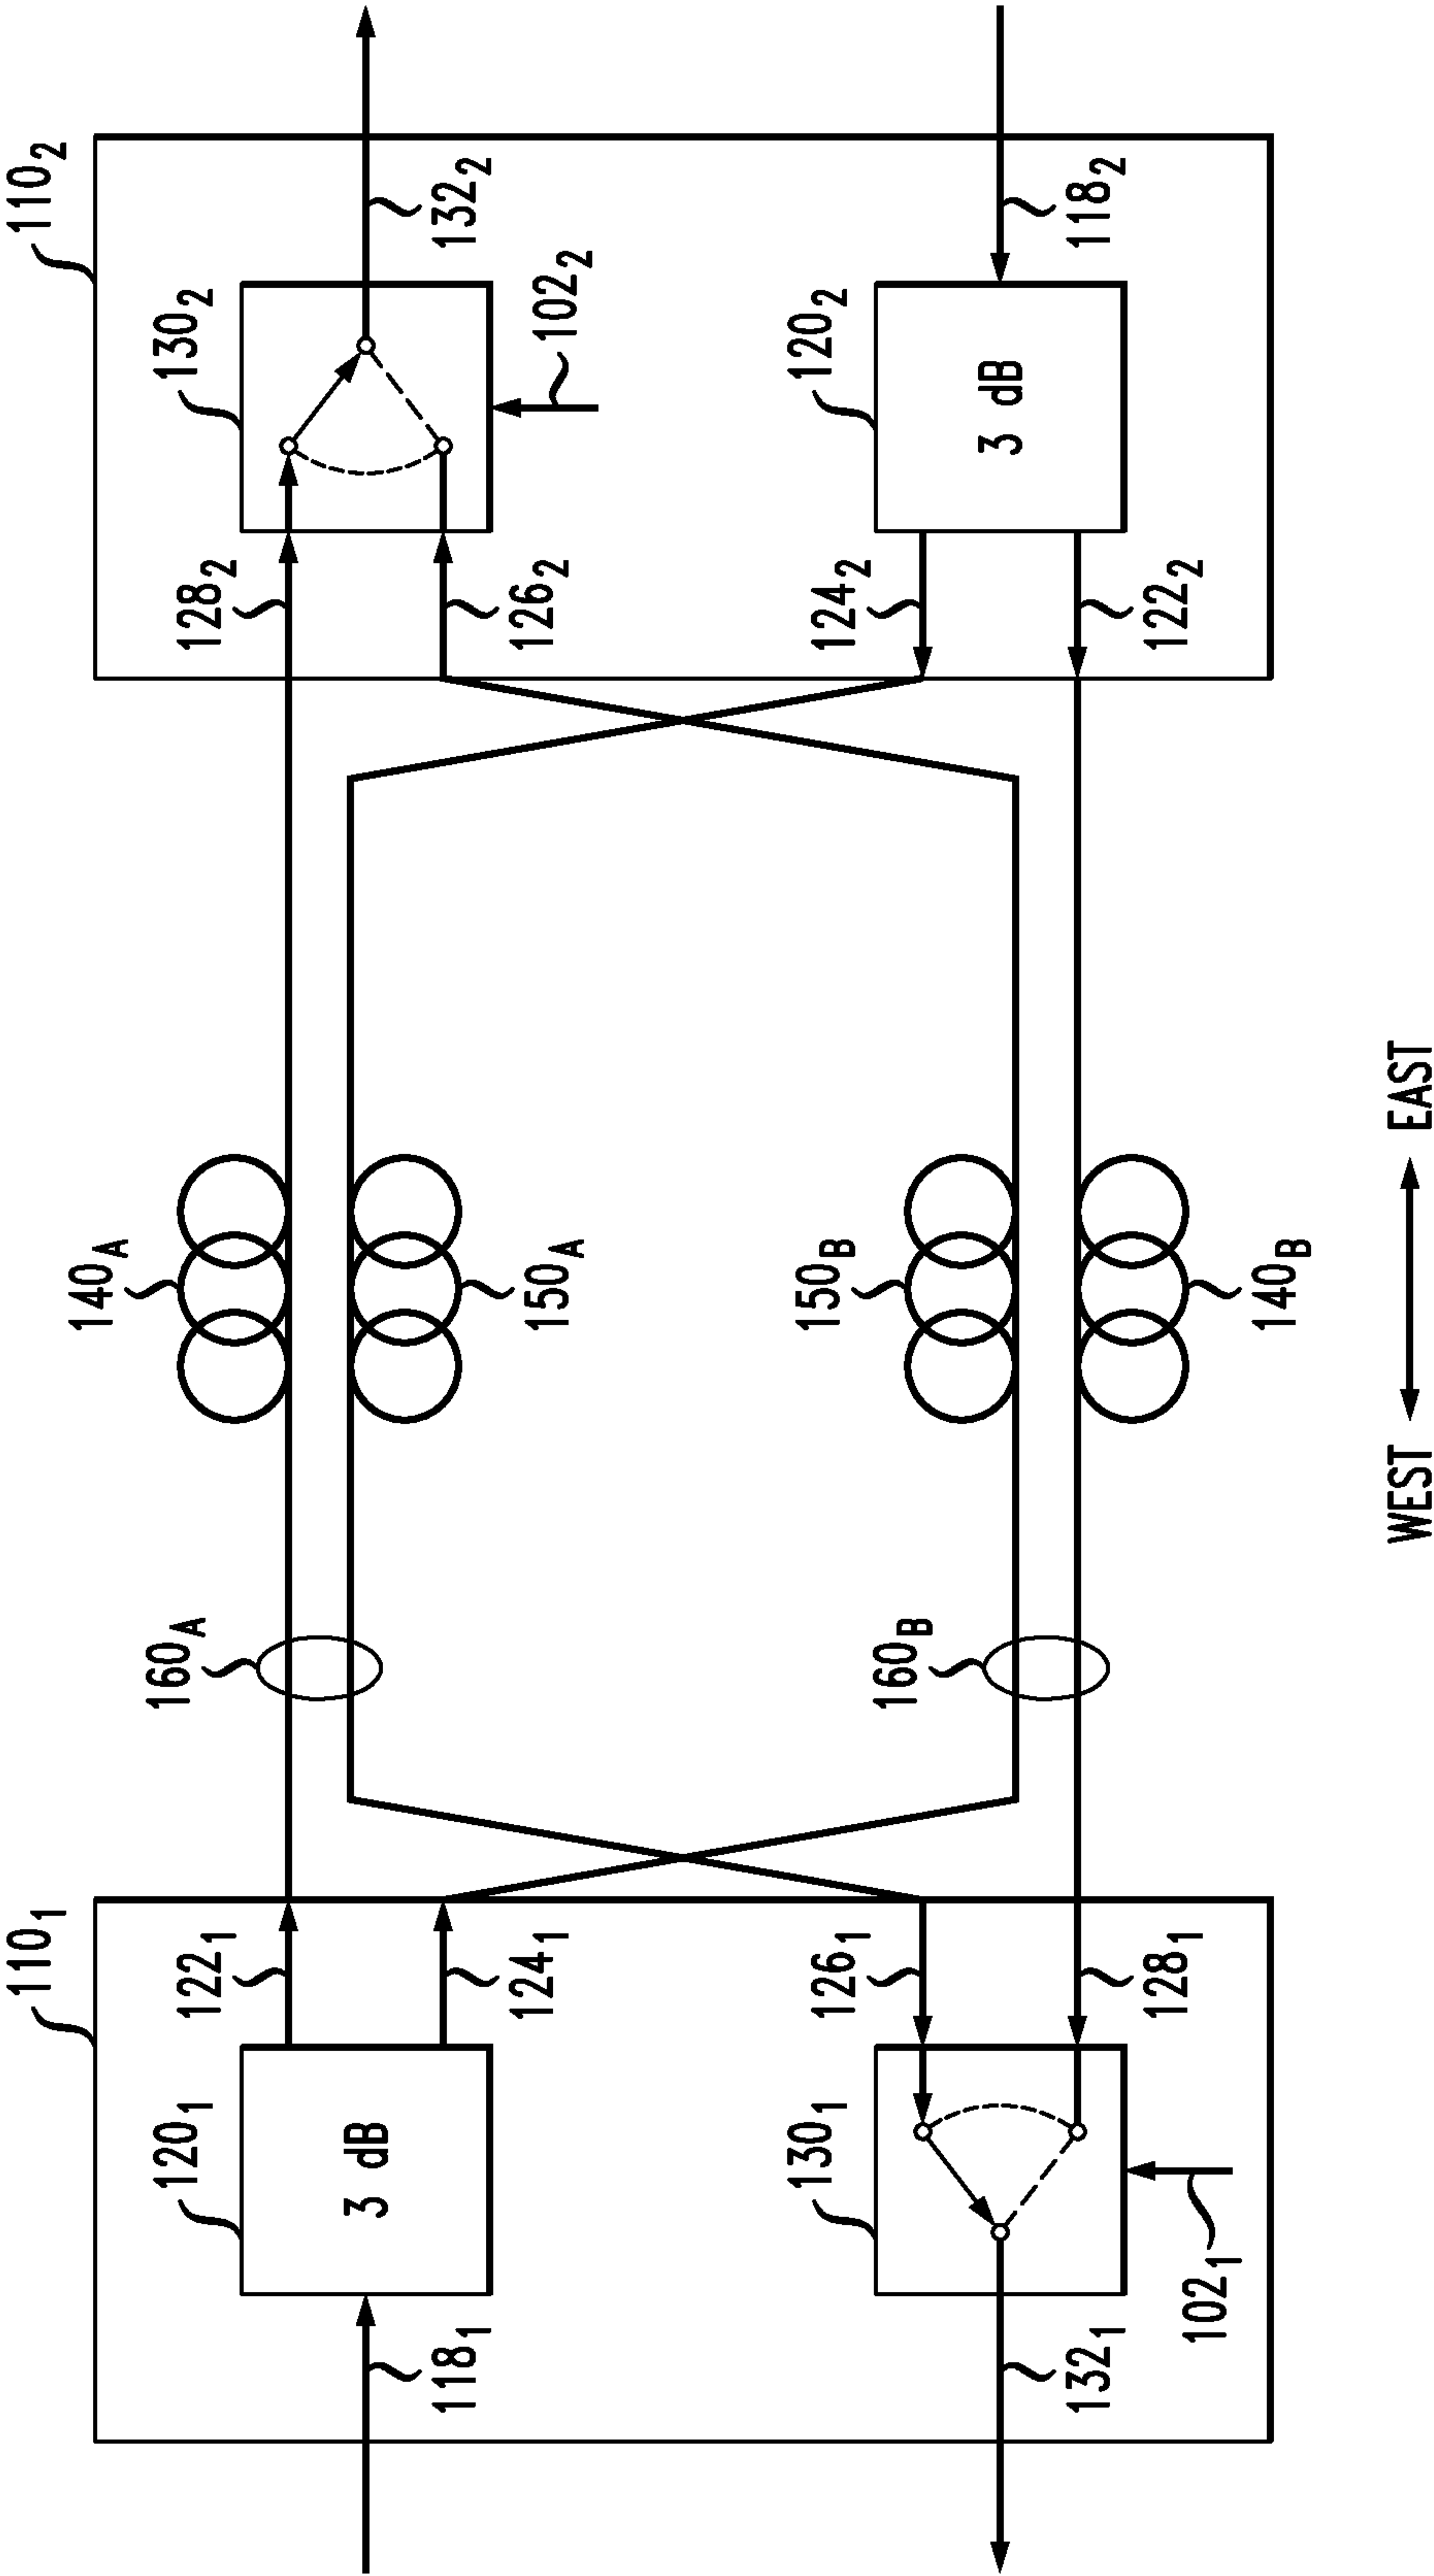 110₁
120₁
3 dB
118₁
122₁
124₁
130₁
132₁
126₁
128₁
102₁
160A
140A
150A
160B
150B
140B
110₂
128₂
126₂
130₂
132₂
102₂
124₂
122₂
120₂
3 dB
118₂
WEST EAST